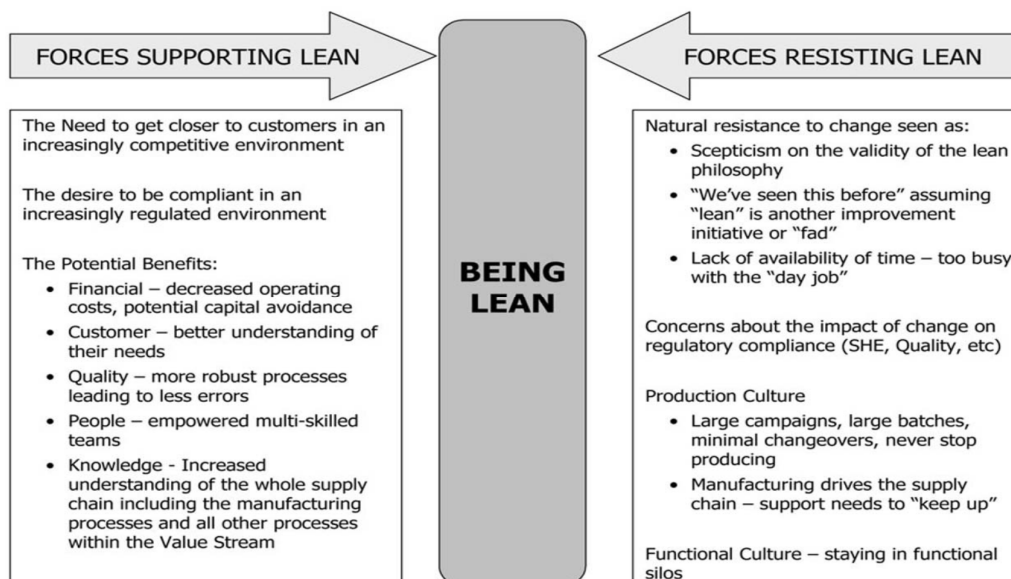 FORCES SUPPORTING LEAN
The Need to get closer to customers in an
increasingly competitive environment
The desire to be compliant in an
increasingly regulated environment
The Potential Benefits:
• Financial – decreased operating
costs, potential capital avoidance
• Customer – better understanding of
their needs
• Quality – more robust processes
leading to less errors
• People – empowered multi-skilled
teams
• Knowledge - Increased
understanding of the whole supply
chain including the manufacturing
processes and all other processes
within the Value Stream
BEING
LEAN
FORCES RESISTING LEAN
Natural resistance to change seen as:
• Scepticism on the validity of the lean
philosophy
• “We’ve seen this before” assuming
“lean” is another improvement
initiative or “fad”
• Lack of availability of time – too busy
with the “day job”
Concerns about the impact of change on
regulatory compliance (SHE, Quality, etc)
Production Culture
• Large campaigns, large batches,
minimal changeovers, never stop
producing
• Manufacturing drives the supply
chain – support needs to “keep up”
Functional Culture – staying in functional
silos